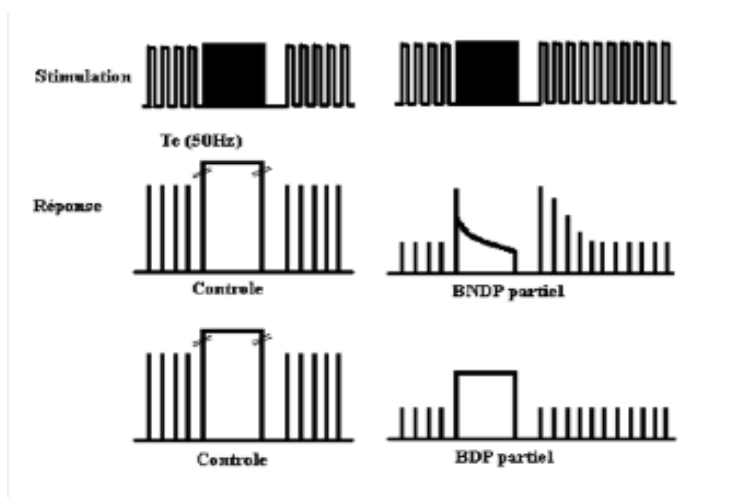 Stimulation
Te (50Hz)
Réponse
Controle
BNDP partiel
Controle
BDP partiel